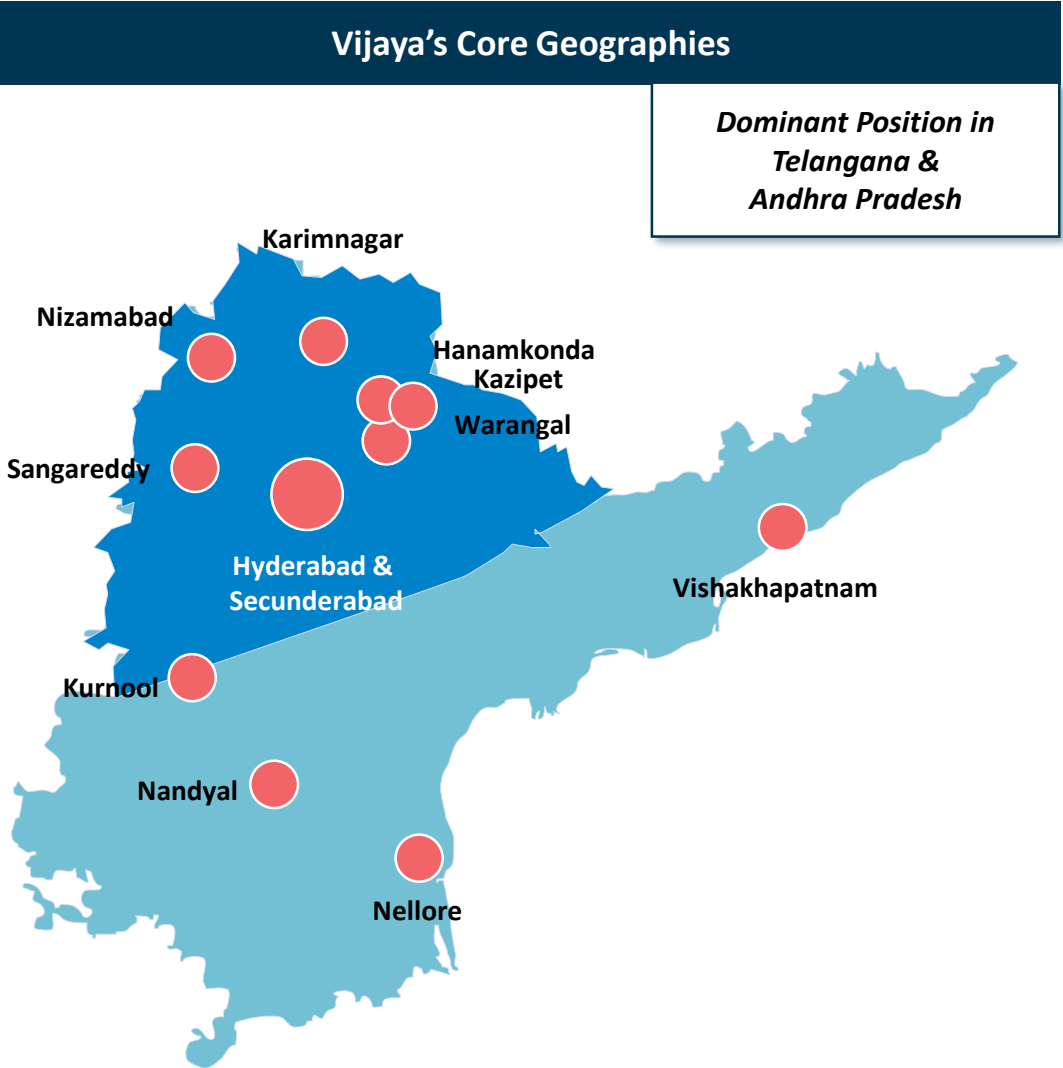 Vijaya’s Core Geographies
Dominant Position in
Telangana &
Andhra Pradesh
Karimnagar
Nizamabad
Hanamkonda
Kazipet
Warangal
Sangareddy
Hyderabad &
Secunderabad
Vishakhapatnam
Kurnool
Nandyal
Nellore